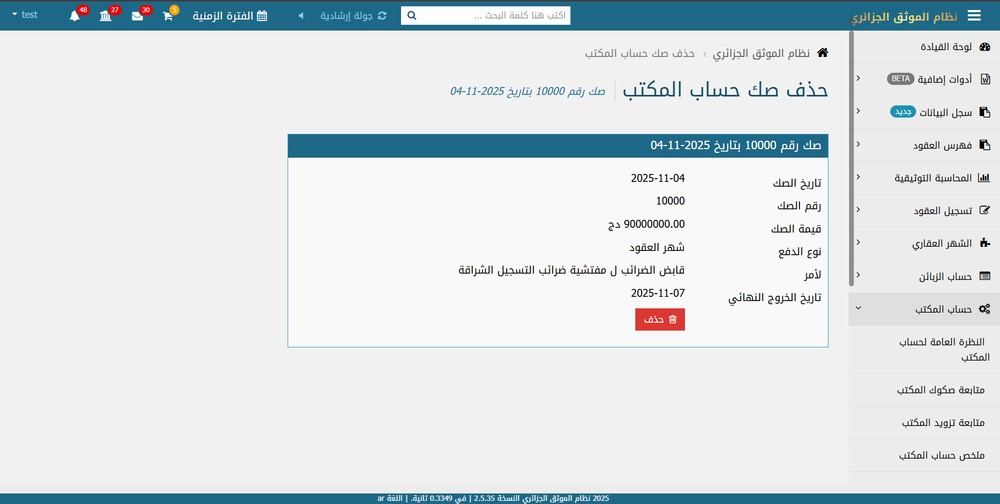 نظام الموثق الجزائري
اكتب هنا كلمة البحث ...
جولة إرشادية
الفترة الزمنية
5
30
27
48
test
لوحة القيادة
أدوات إضافية BETA
سجل البيانات جديد
فهرس العقود
المحاسبة التوثيقية
تسجيل العقود
الشهر العقاري
حساب الزبائن
حساب المكتب
النظرة العامة لحساب
المكتب
متابعة صكوك المكتب
متابعة تزويد المكتب
ملخص حساب المكتب
نظام الموثق الجزائري › حذف صك حساب المكتب
حذف صك حساب المكتب
صك رقم 10000 بتاريخ 2025-11-04
صك رقم 10000 بتاريخ 2025-11-04
تاريخ الصك 2025-11-04
رقم الصك 10000
قيمة الصك 90000000.00 دج
نوع الدفع شهر العقود
لأمر قابض الضرائب ل مفتشية ضرائب التسجيل الشراقة
تاريخ الخروج النهائي 2025-11-07
حذف
2025 نظام الموثق الجزائري النسخة 2.5.35 | في 0.3349 ثانية. | اللغة ar